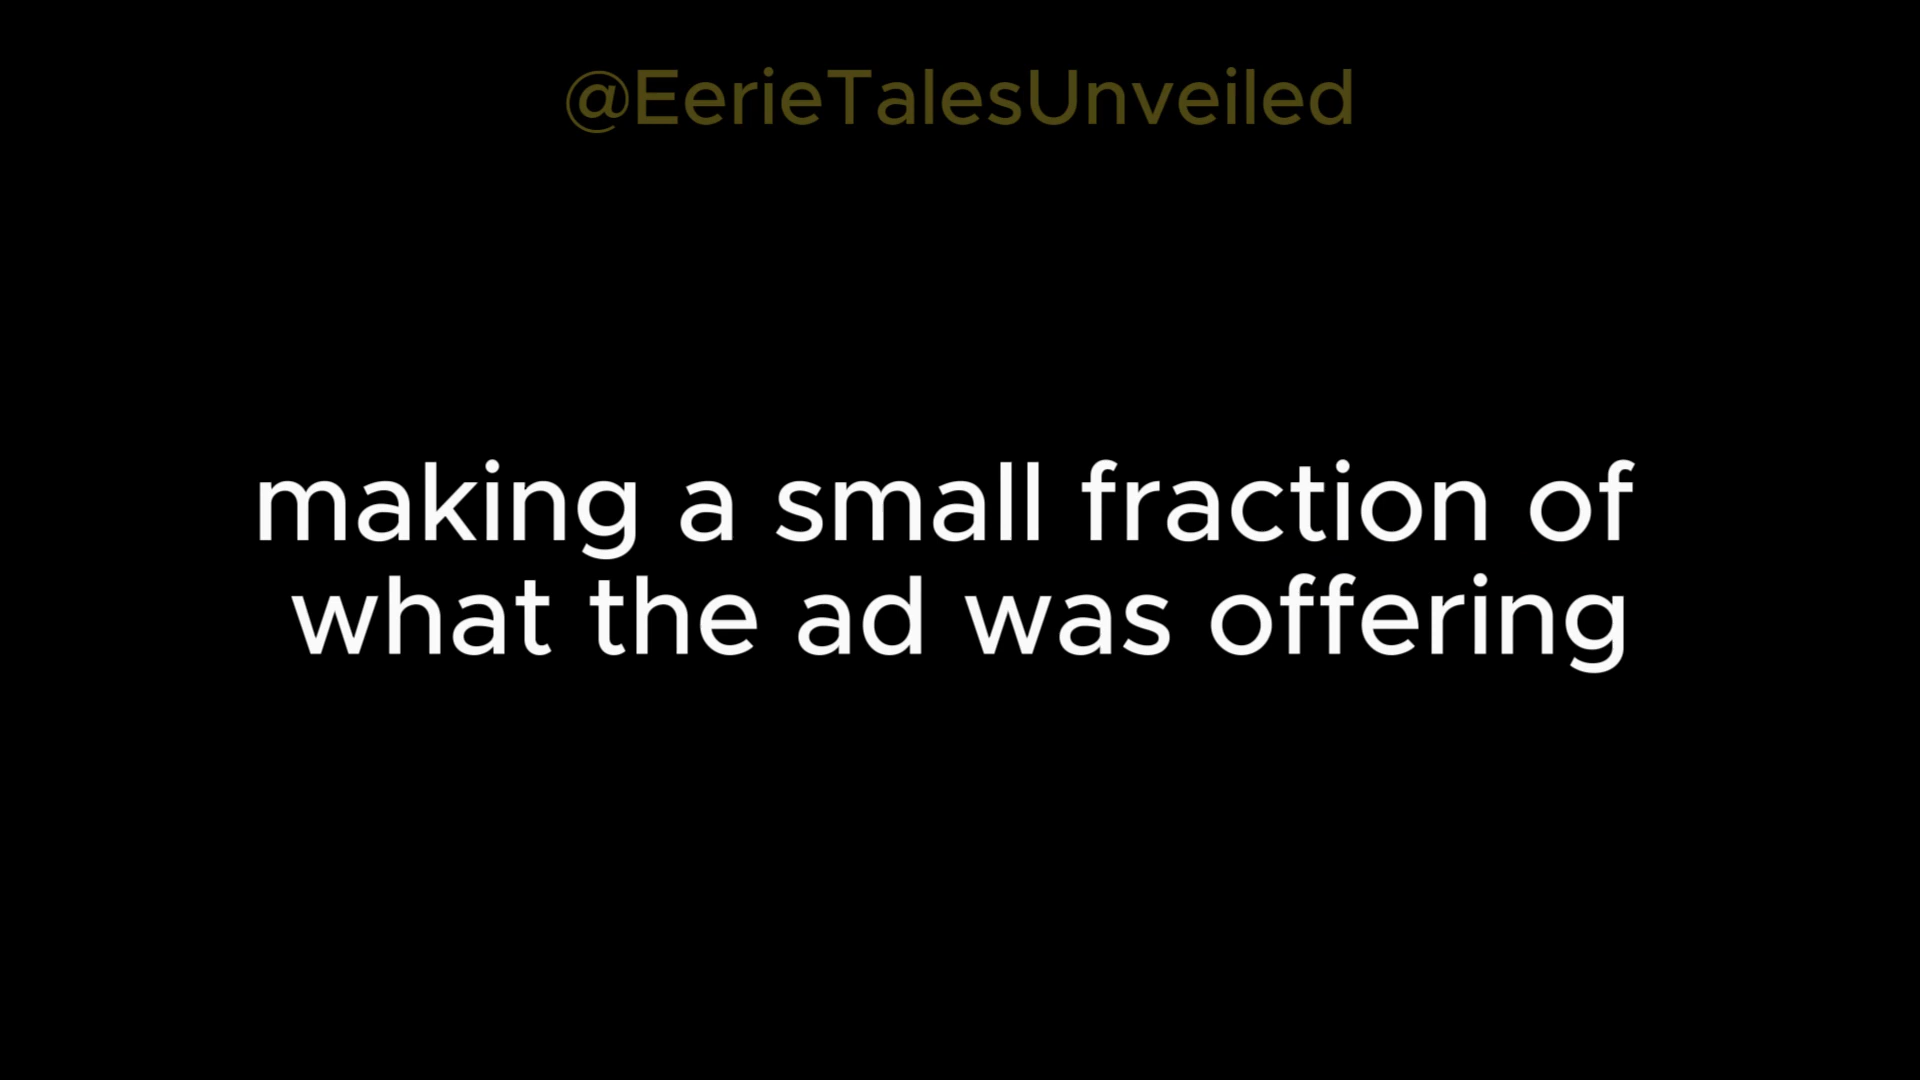 @EerieTalesUnveiled
making a small fraction of
what the ad was offering